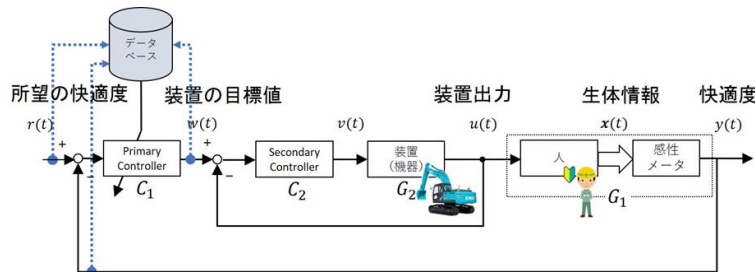 データ
ベース
所望の快適度
装置の目標値
装置出力
生体情報
快適度
r(t)
w(t)
v(t)
u(t)
x(t)
y(t)
+
−
Primary
Controller
C₁
+
−
Secondary
Controller
C₂
装置
(機器)
G₂
人
感性
メータ
G₁